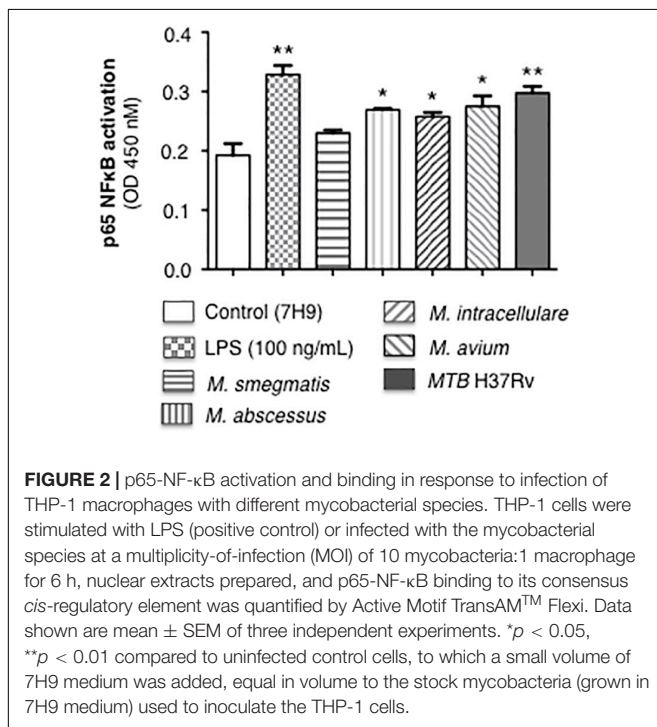 p65 NFκB activation
(OD 450 nM)
0.4
0.3
0.2
0.1
0.0
**
*
*
*
**
Control (7H9)
LPS (100 ng/mL)
M. smegmatis
M. abscessus
M. intracellulare
M. avium
MTB H37Rv
FIGURE 2 | p65-NF-κB activation and binding in response to infection of
THP-1 macrophages with different mycobacterial species. THP-1 cells were
stimulated with LPS (positive control) or infected with the mycobacterial
species at a multiplicity-of-infection (MOI) of 10 mycobacteria:1 macrophage
for 6 h, nuclear extracts prepared, and p65-NF-κB binding to its consensus
cis-regulatory element was quantified by Active Motif TransAM™ Flexi. Data
shown are mean ± SEM of three independent experiments. *p < 0.05,
**p < 0.01 compared to uninfected control cells, to which a small volume of
7H9 medium was added, equal in volume to the stock mycobacteria (grown in
7H9 medium) used to inoculate the THP-1 cells.